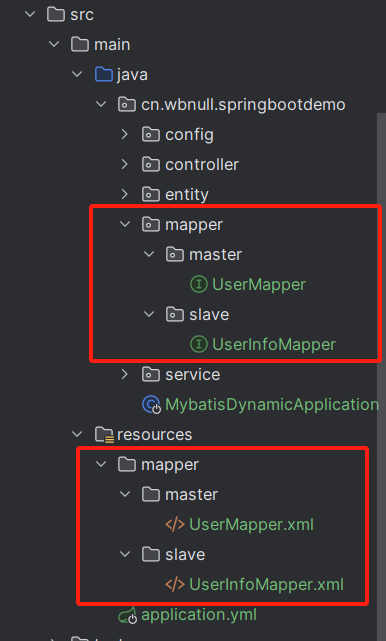 src
main
java
cn.wbnull.springbootdemo
config
controller
entity
mapper
master
UserMapper
slave
UserInfoMapper
service
MybatisDynamicApplication
resources
mapper
master
UserMapper.xml
slave
UserInfoMapper.xml
application.yml